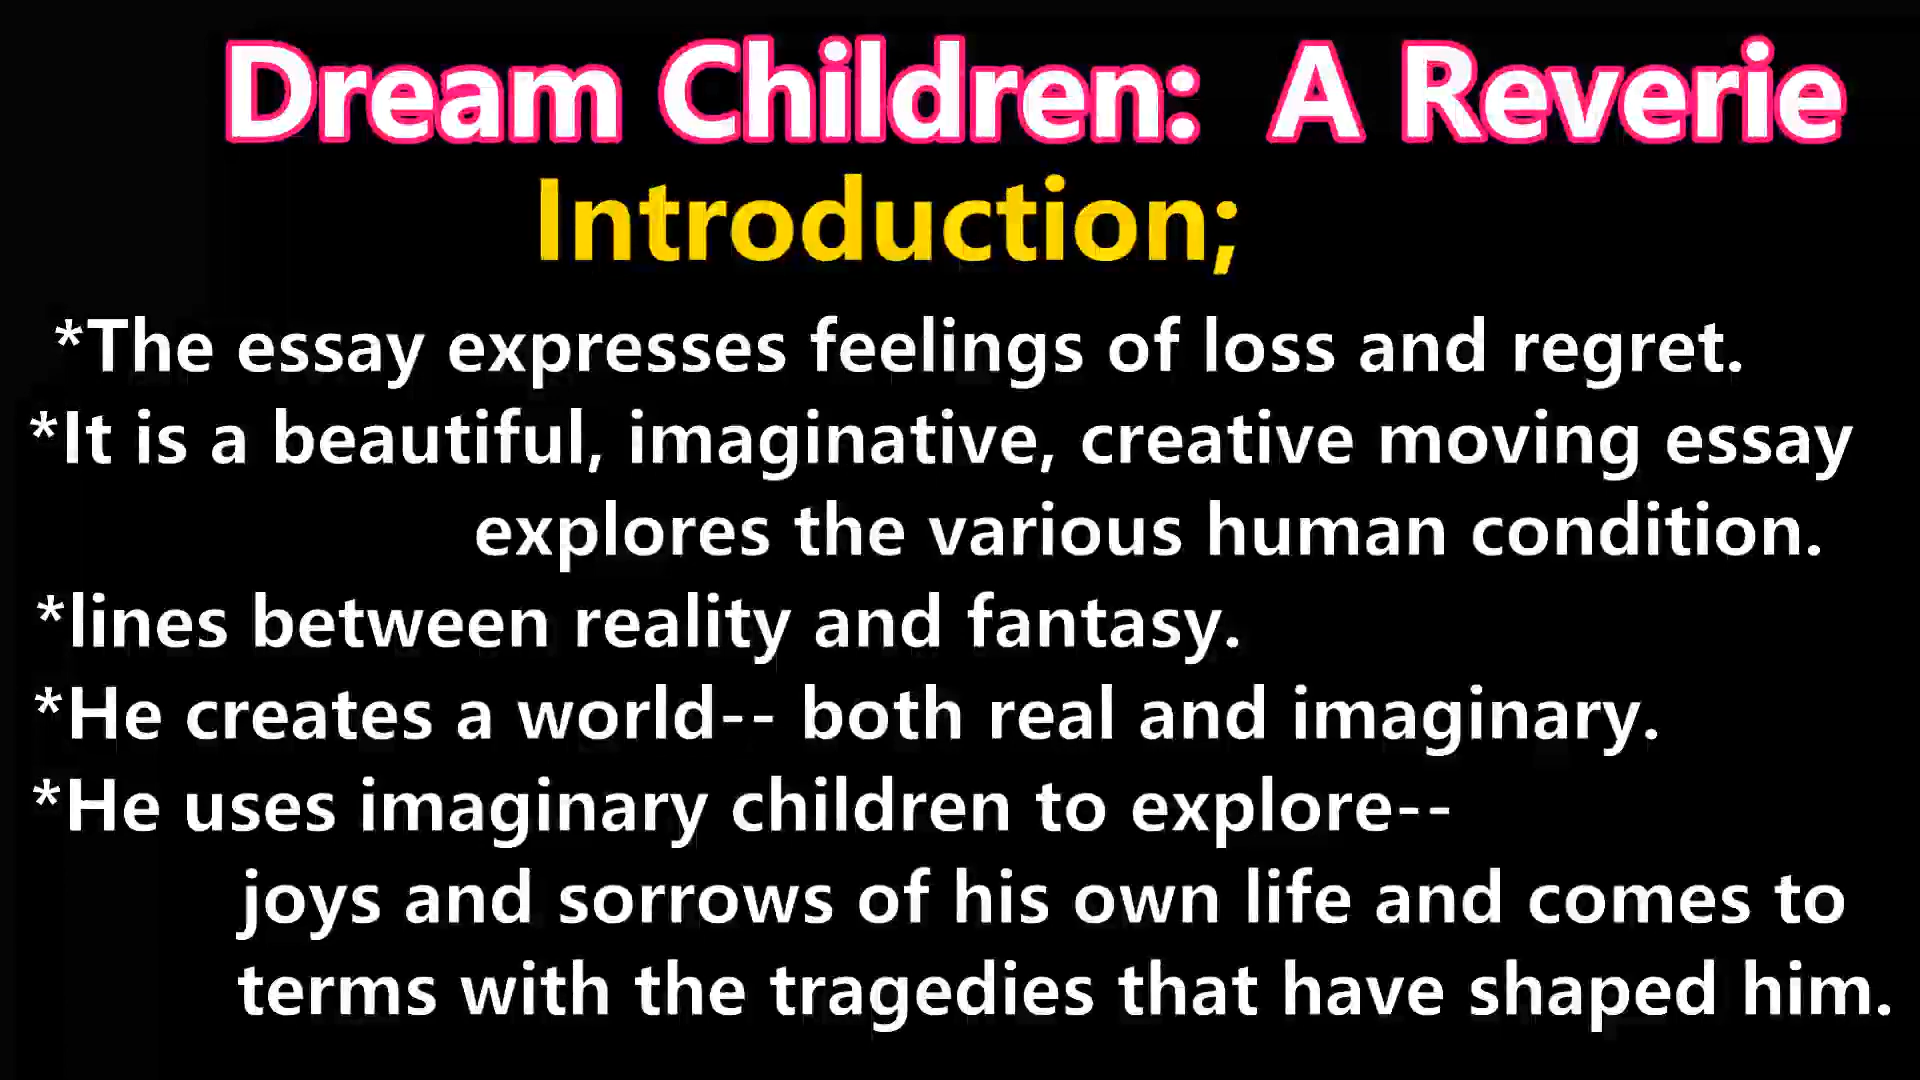 Dream Children: A Reverie
Introduction;
*The essay expresses feelings of loss and regret.
*It is a beautiful, imaginative, creative moving essay
explores the various human condition.
*lines between reality and fantasy.
*He creates a world-- both real and imaginary.
*He uses imaginary children to explore--
joys and sorrows of his own life and comes to
terms with the tragedies that have shaped him.